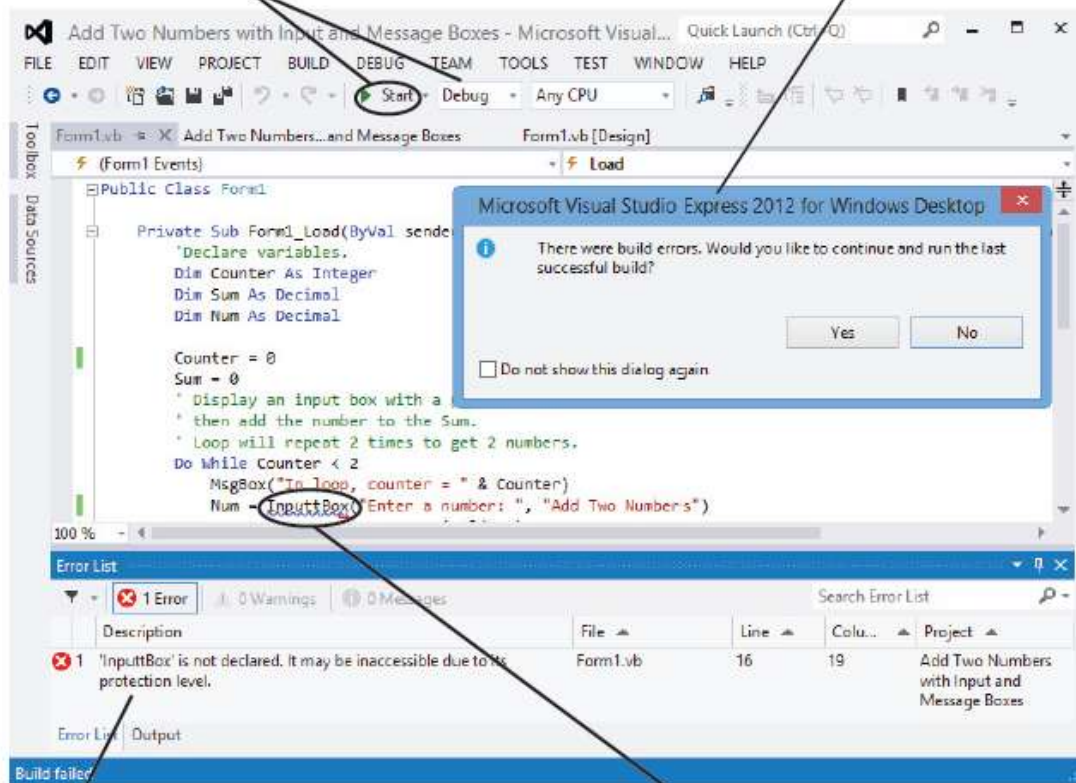 Add Two Numbers with Input and Message Boxes - Microsoft Visual... Quick Launch (Ctrl+Q)
FILE EDIT VIEW PROJECT BUILD DEBUG TEAM TOOLS TEST WINDOW HELP
Start Debug Any CPU
Toolbox
Data Sources
Form1.vb Add Two Numbers...and Message Boxes Form1.vb [Design]
(Form1 Events) Load
Public Class Form1
Private Sub Form1_Load(ByVal sende
'Declare variables.
Dim Counter As Integer
Dim Sum As Decimal
Dim Num As Decimal
Counter = 0
Sum = 0
' Display an input box with a
' then add the number to the Sum.
' Loop will repeat 2 times to get 2 numbers.
Do While Counter < 2
MsgBox("In loop, counter = " & Counter)
Num = InputtBox("Enter a number: ", "Add Two Numbers")
100 %
Microsoft Visual Studio Express 2012 for Windows Desktop
There were build errors. Would you like to continue and run the last
successful build?
Yes No
Do not show this dialog again
Error List
1 Error 0 Warnings 0 Messages Search Error List
Description File Line Colu... Project
1 'InputtBox' is not declared. It may be inaccessible due to its
protection level. Form1.vb 16 19 Add Two Numbers
with Input and
Message Boxes
Error List Output
Build failed